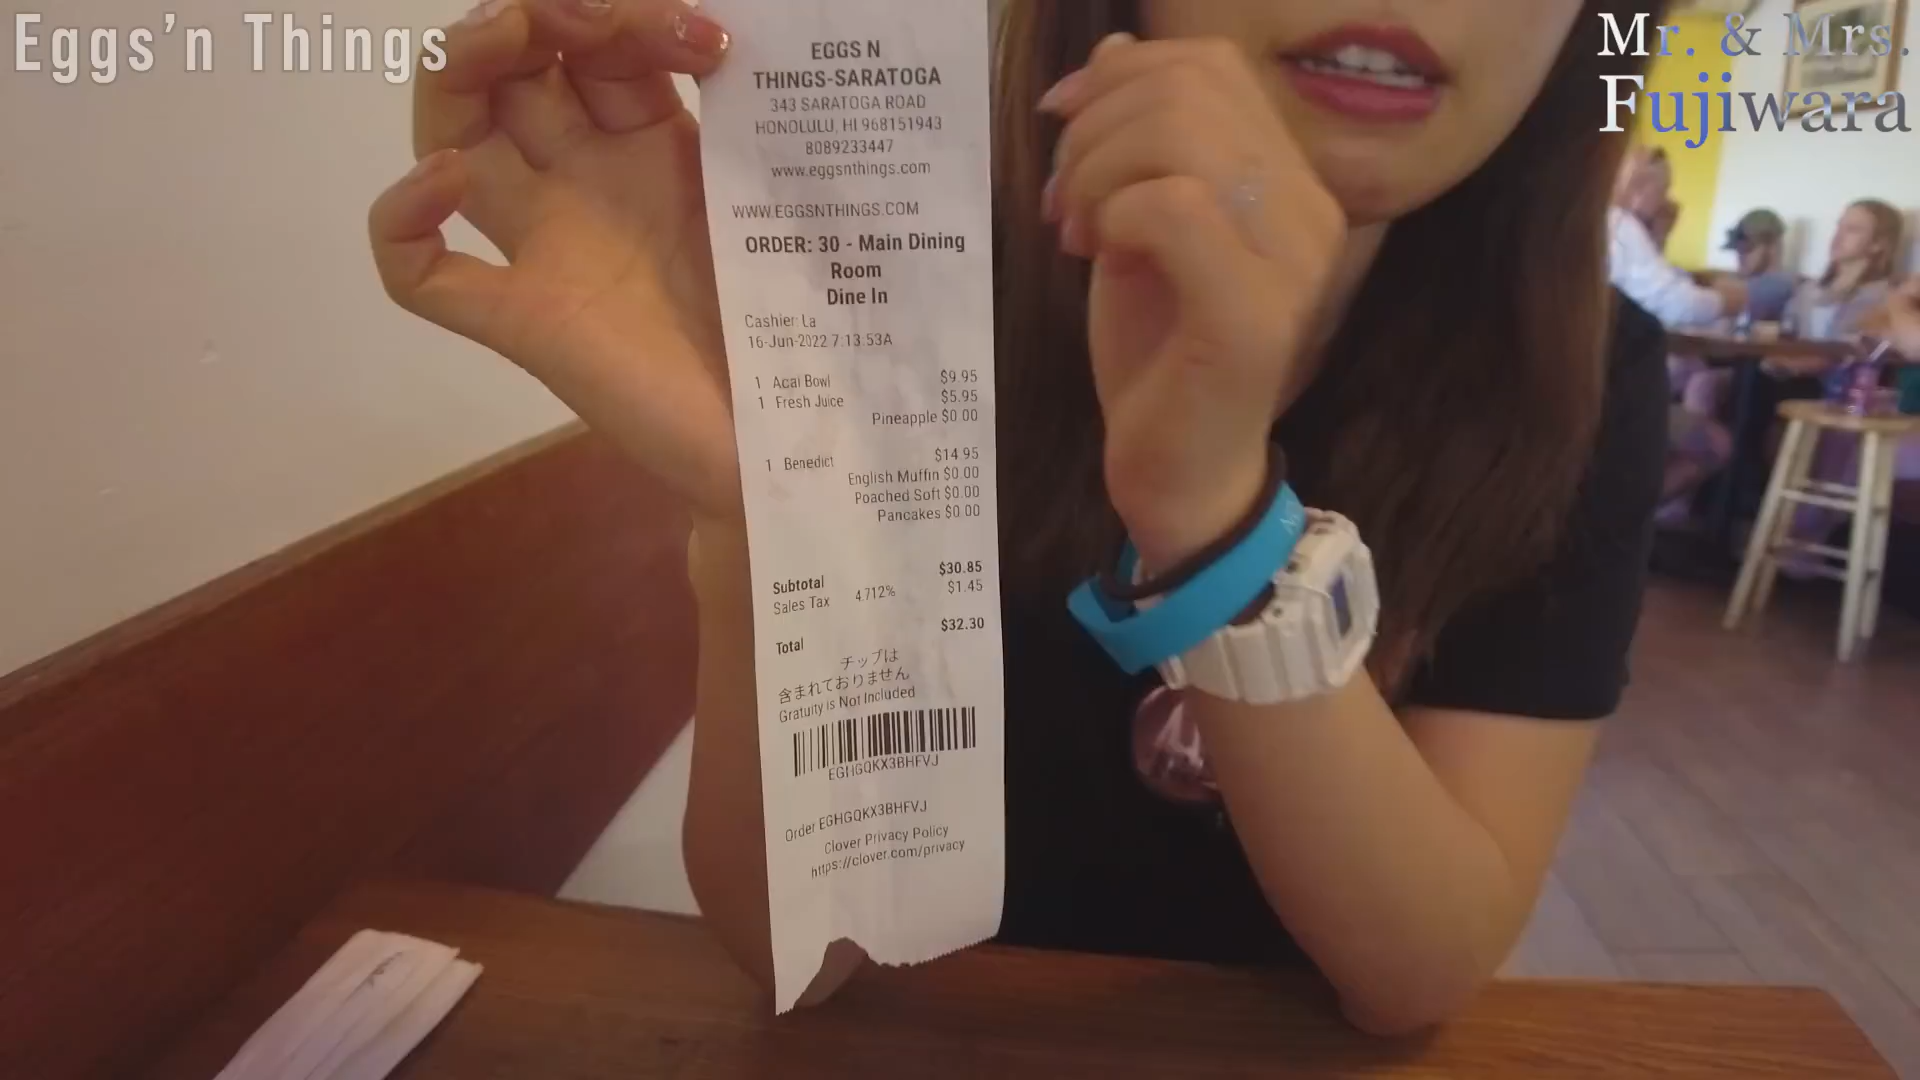 Eggs'n Things
Mr. & Mrs.
Fujiwara
EGGS N
THINGS-SARATOGA
343 SARATOGA ROAD
HONOLULU, HI 968151943
8089233447
www.eggsnthings.com
WWW.EGGSNTHINGS.COM
ORDER: 30 - Main Dining
Room
Dine In
Cashier: La
16-Jun-2022 7:13:53A
1 Acai Bowl $9.95
1 Fresh Juice $5.95
Pineapple $0.00
1 Benedict $14.95
English Muffin $0.00
Poached Soft $0.00
Pancakes $0.00
Subtotal $30.85
Sales Tax 4.712% $1.45
Total $32.30
チップは
含まれておりません
Gratuity is Not Included
EGHGQKX3BHFVJ
Order EGHGQKX3BHFVJ
Clover Privacy Policy
https://clover.com/privacy